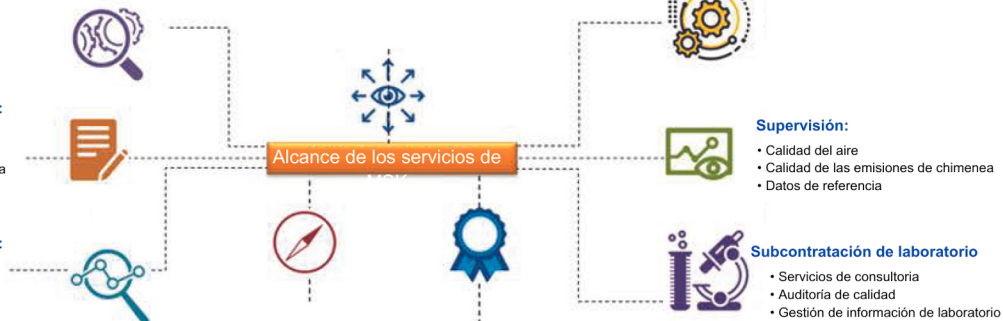 :
a
:
Alcance de los servicios de
Supervisión:
• Calidad del aire
• Calidad de las emisiones de chimenea
• Datos de referencia
Subcontratación de laboratorio
• Servicios de consultoria
• Auditoría de calidad
• Gestión de información de laboratorio